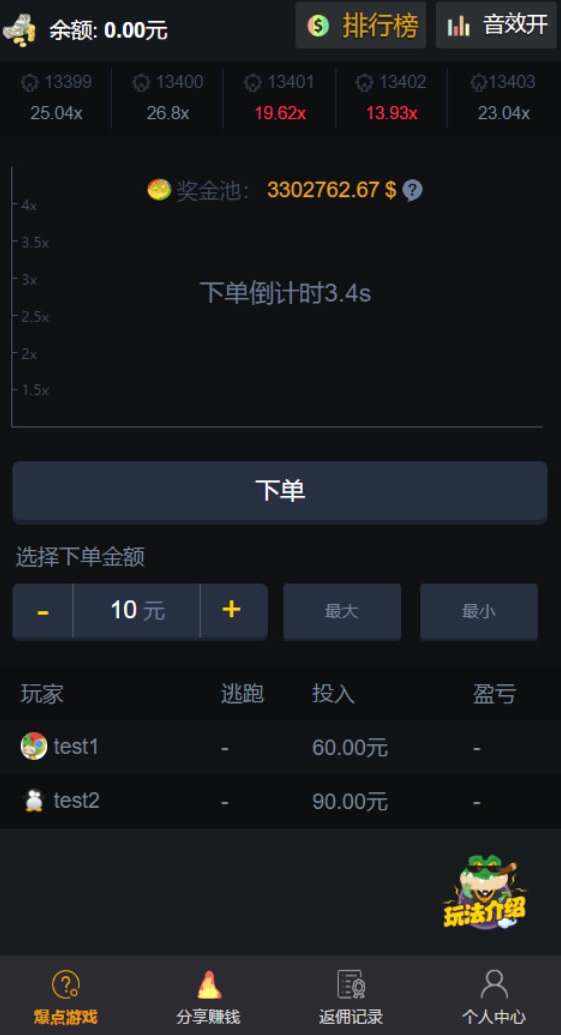 余额: 0.00元 排行榜 音效开
13399 13400 13401 13402 13403
25.04x 26.8x 19.62x 13.93x 23.04x
奖金池: 3302762.67 $ ?
4x
3.5x
下单倒计时3.4s
3x
2.5x
2x
1.5x
下单
选择下单金额
- 10 元 + 最大 最小
玩家 逃跑 投入 盈亏
test1 - 60.00元 -
test2 - 90.00元 -
玩法介绍
爆点游戏 分享赚钱 返佣记录 个人中心